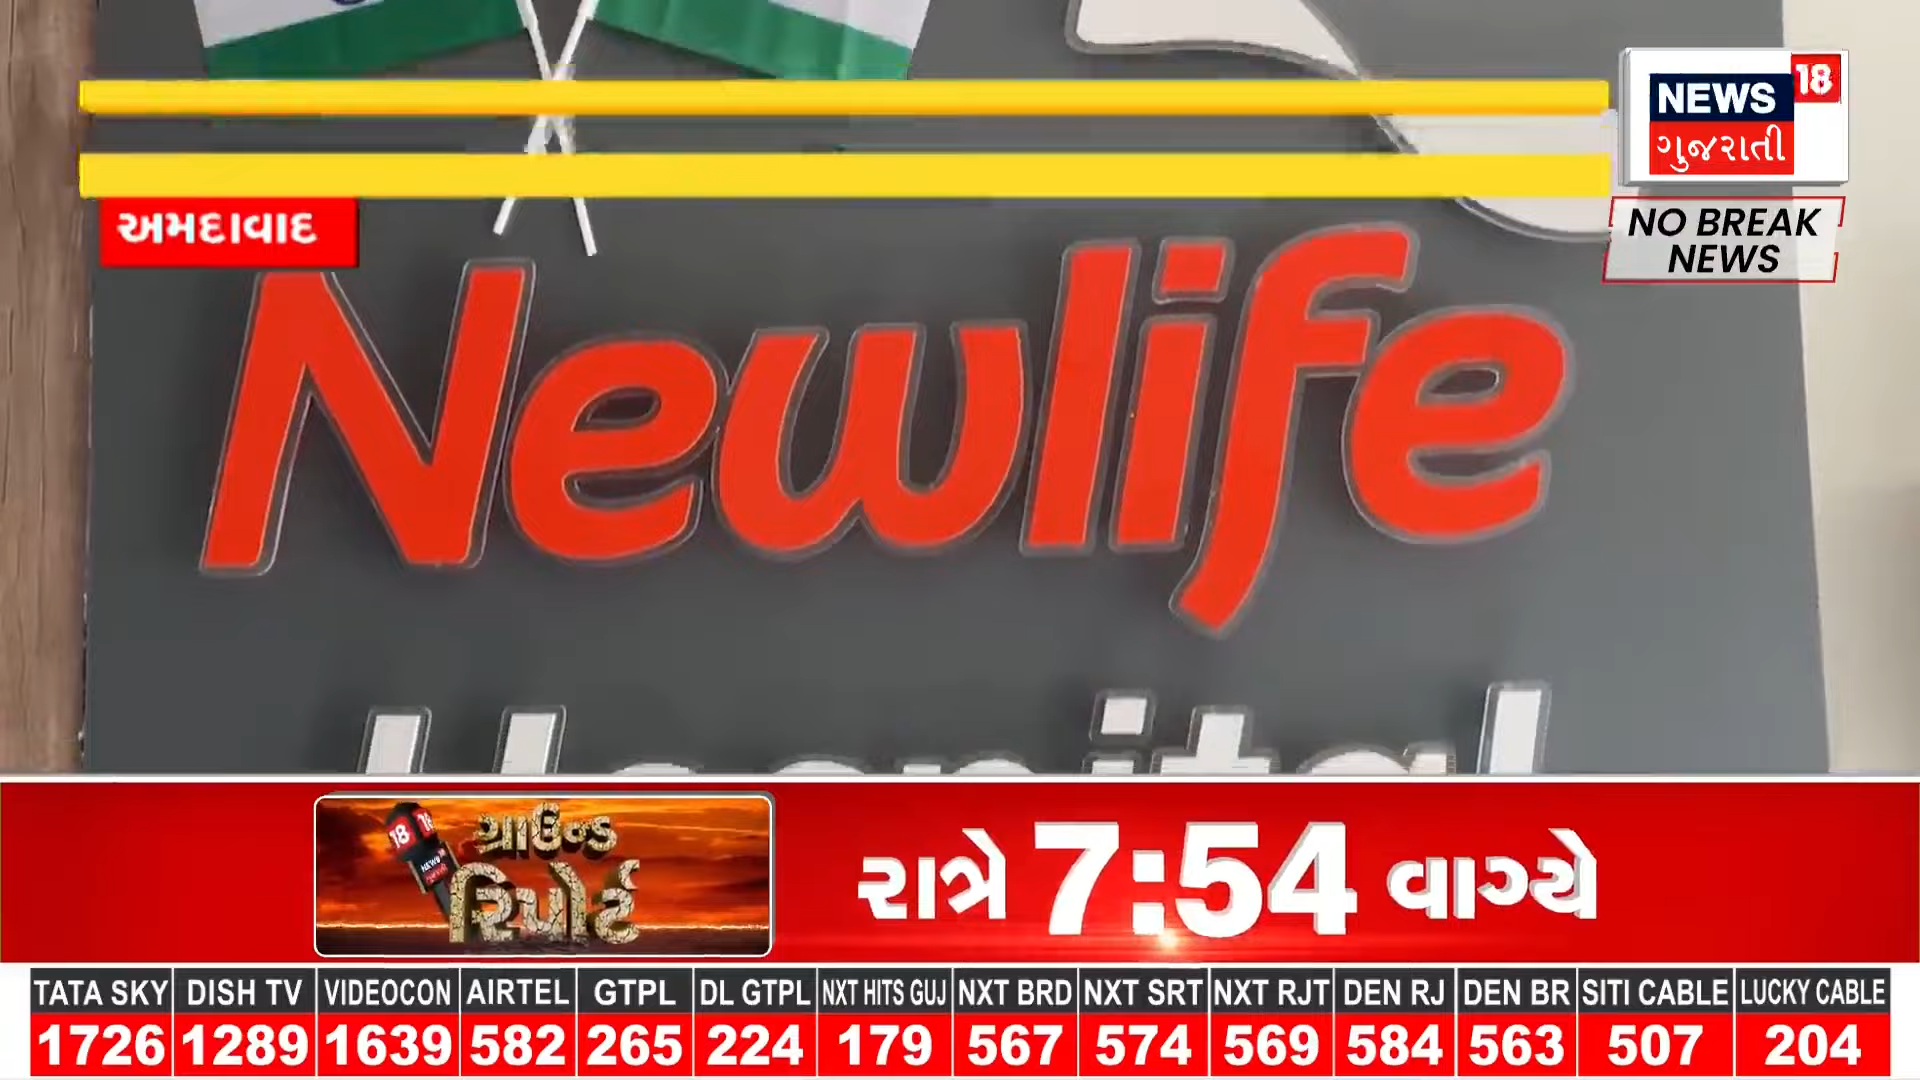 NEWS 18
ગુજરાતી
NO BREAK
NEWS
અમદાવાદ
Newlife
Hospital
ગ્રાઉન્ડ
રિપોર્ટ
રાત્રે 7:54 વાગ્યે
TATA SKY DISH TV VIDEOCON AIRTEL GTPL DL GTPL NXT HITS GUJ NXT BRD NXT SRT NXT RJT DEN RJ DEN BR SITI CABLE LUCKY CABLE
1726 1289 1639 582 265 224 179 567 574 569 584 563 507 204